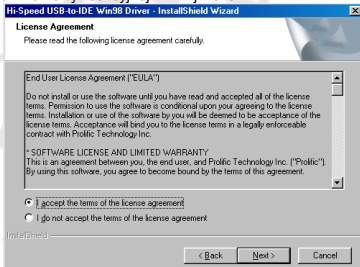 Hi-Speed USB-to-IDE Win98 Driver - InstallShield Wizard
License Agreement
Please read the following license agreement carefully.
End User License Agreement ("EULA")
Do not install or use the software until you have read and accepted all of the license
terms. Permission to use the software is conditional upon your agreeing to the license
terms. Installation or use of the software by you will be deemed to be acceptance of the
license terms. Acceptance will bind you to the license terms in a legally enforceable
contract with Prolific Technology Inc.
* SOFTWARE LICENSE AND LIMITED WARRANTY
This is an agreement between you, the end user, and Prolific Technology Inc. ("Prolific").
By using this software, you agree to become bound by the terms of this agreement.
I accept the terms of the license agreement
I do not accept the terms of the license agreement
InstallShield
< Back
Next >
Cancel